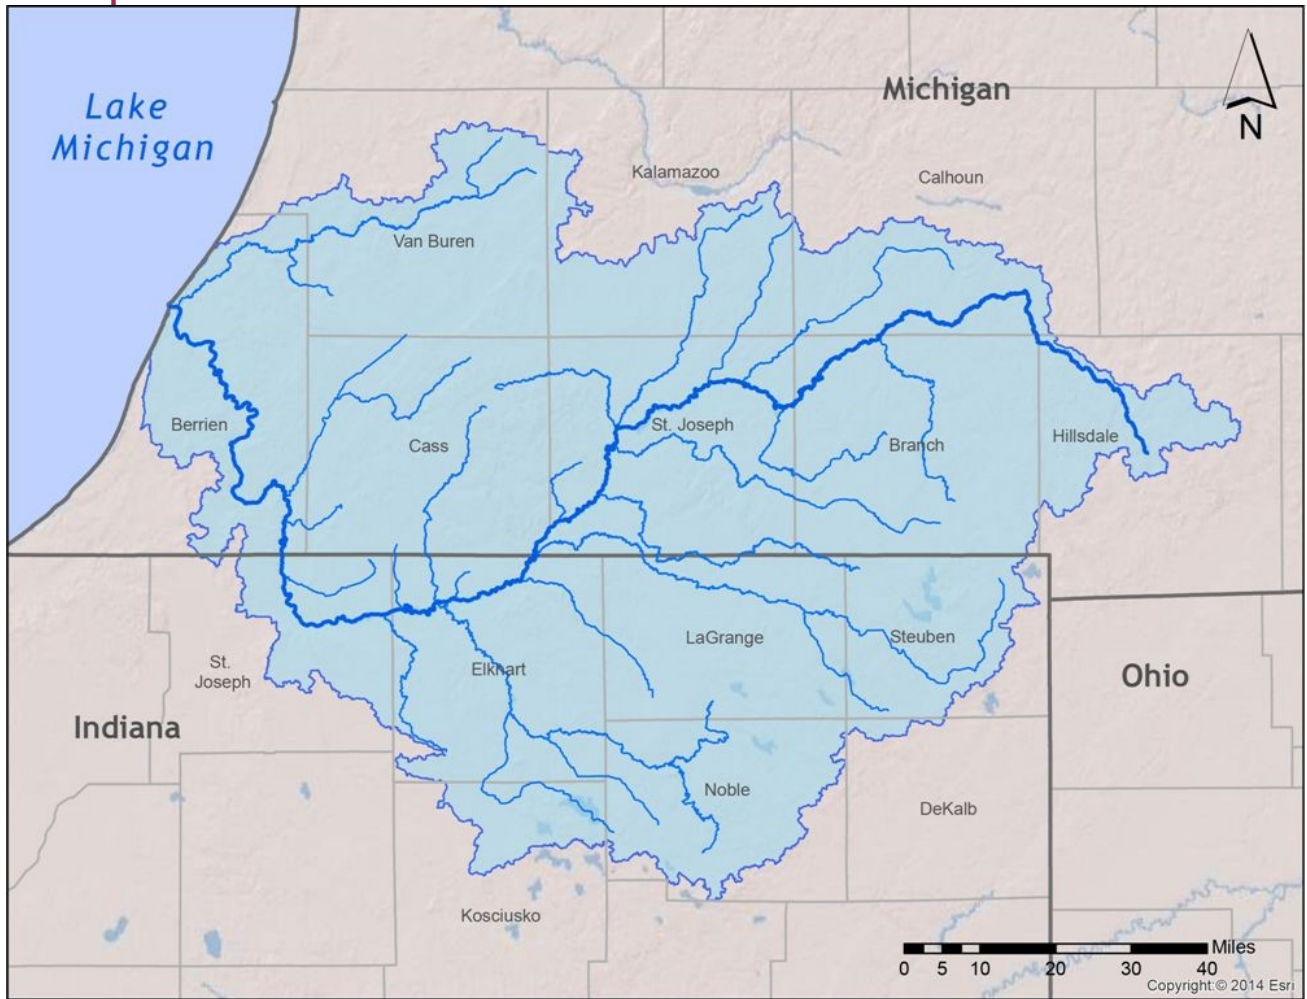 Lake
Michigan
Michigan
N
Kalamazoo
Calhoun
Van Buren
Berrien
Cass
St. Joseph
Branch
Hillsdale
St.
Joseph
Elkhart
LaGrange
Steuben
Ohio
Indiana
Noble
DeKalb
Kosciusko
Miles
0 5 10 20 30 40
Copyright:© 2014 Esri